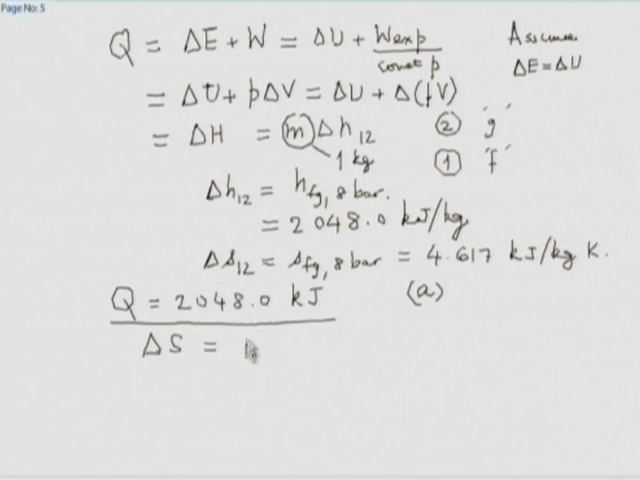 Page No: 5
Q = ΔE + W = ΔU + Wexp / const p
Assume
ΔE = ΔU
= ΔU + pΔV = ΔU + Δ(pV)
= ΔH = m Δh12
② 'g'
1 kg
① 'f'
Δh12 = hfg, 8 bar.
= 2048.0 kJ/kg
Δs12 = sfg, 8 bar = 4.617 kJ/kg K.
Q = 2048.0 kJ (a)
ΔS =